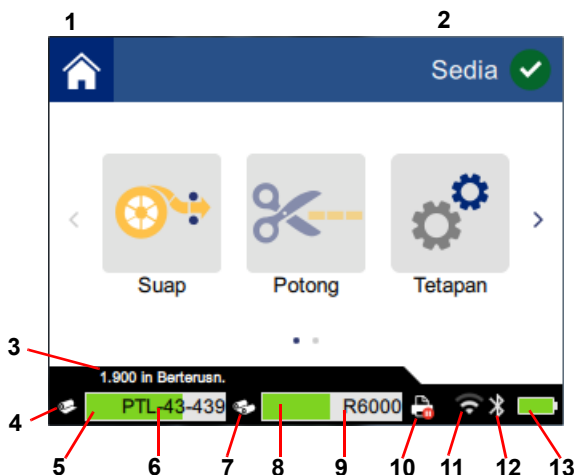 1 2
Sedia
Suap Potong Tetapan
3
1.900 in Berterusn.
4 PTL-43-439 R6000
5 6 7 8 9 10 11 12 13